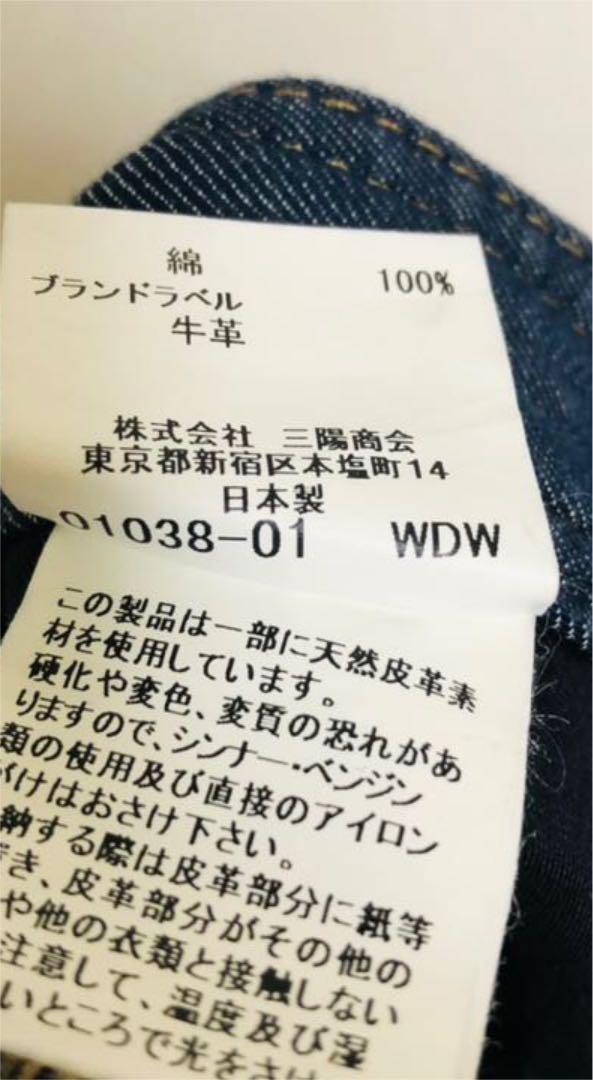 綿 100%
ブランドラベル
牛革
株式会社 三陽商会
東京都新宿区本塩町14
日本製
01038-01 WDW
この製品は一部に天然皮革素
材を使用しています。
硬化や変色、変質の恐れがあ
りますので、シンナー・ベンジン
類の使用及び直接のアイロン
がけはおさけ下さい。
納する際は皮革部分に紙等
き、皮革部分がその他の
や他の衣類と接触しない
注意して、温度及び湿
いところで光をさけ